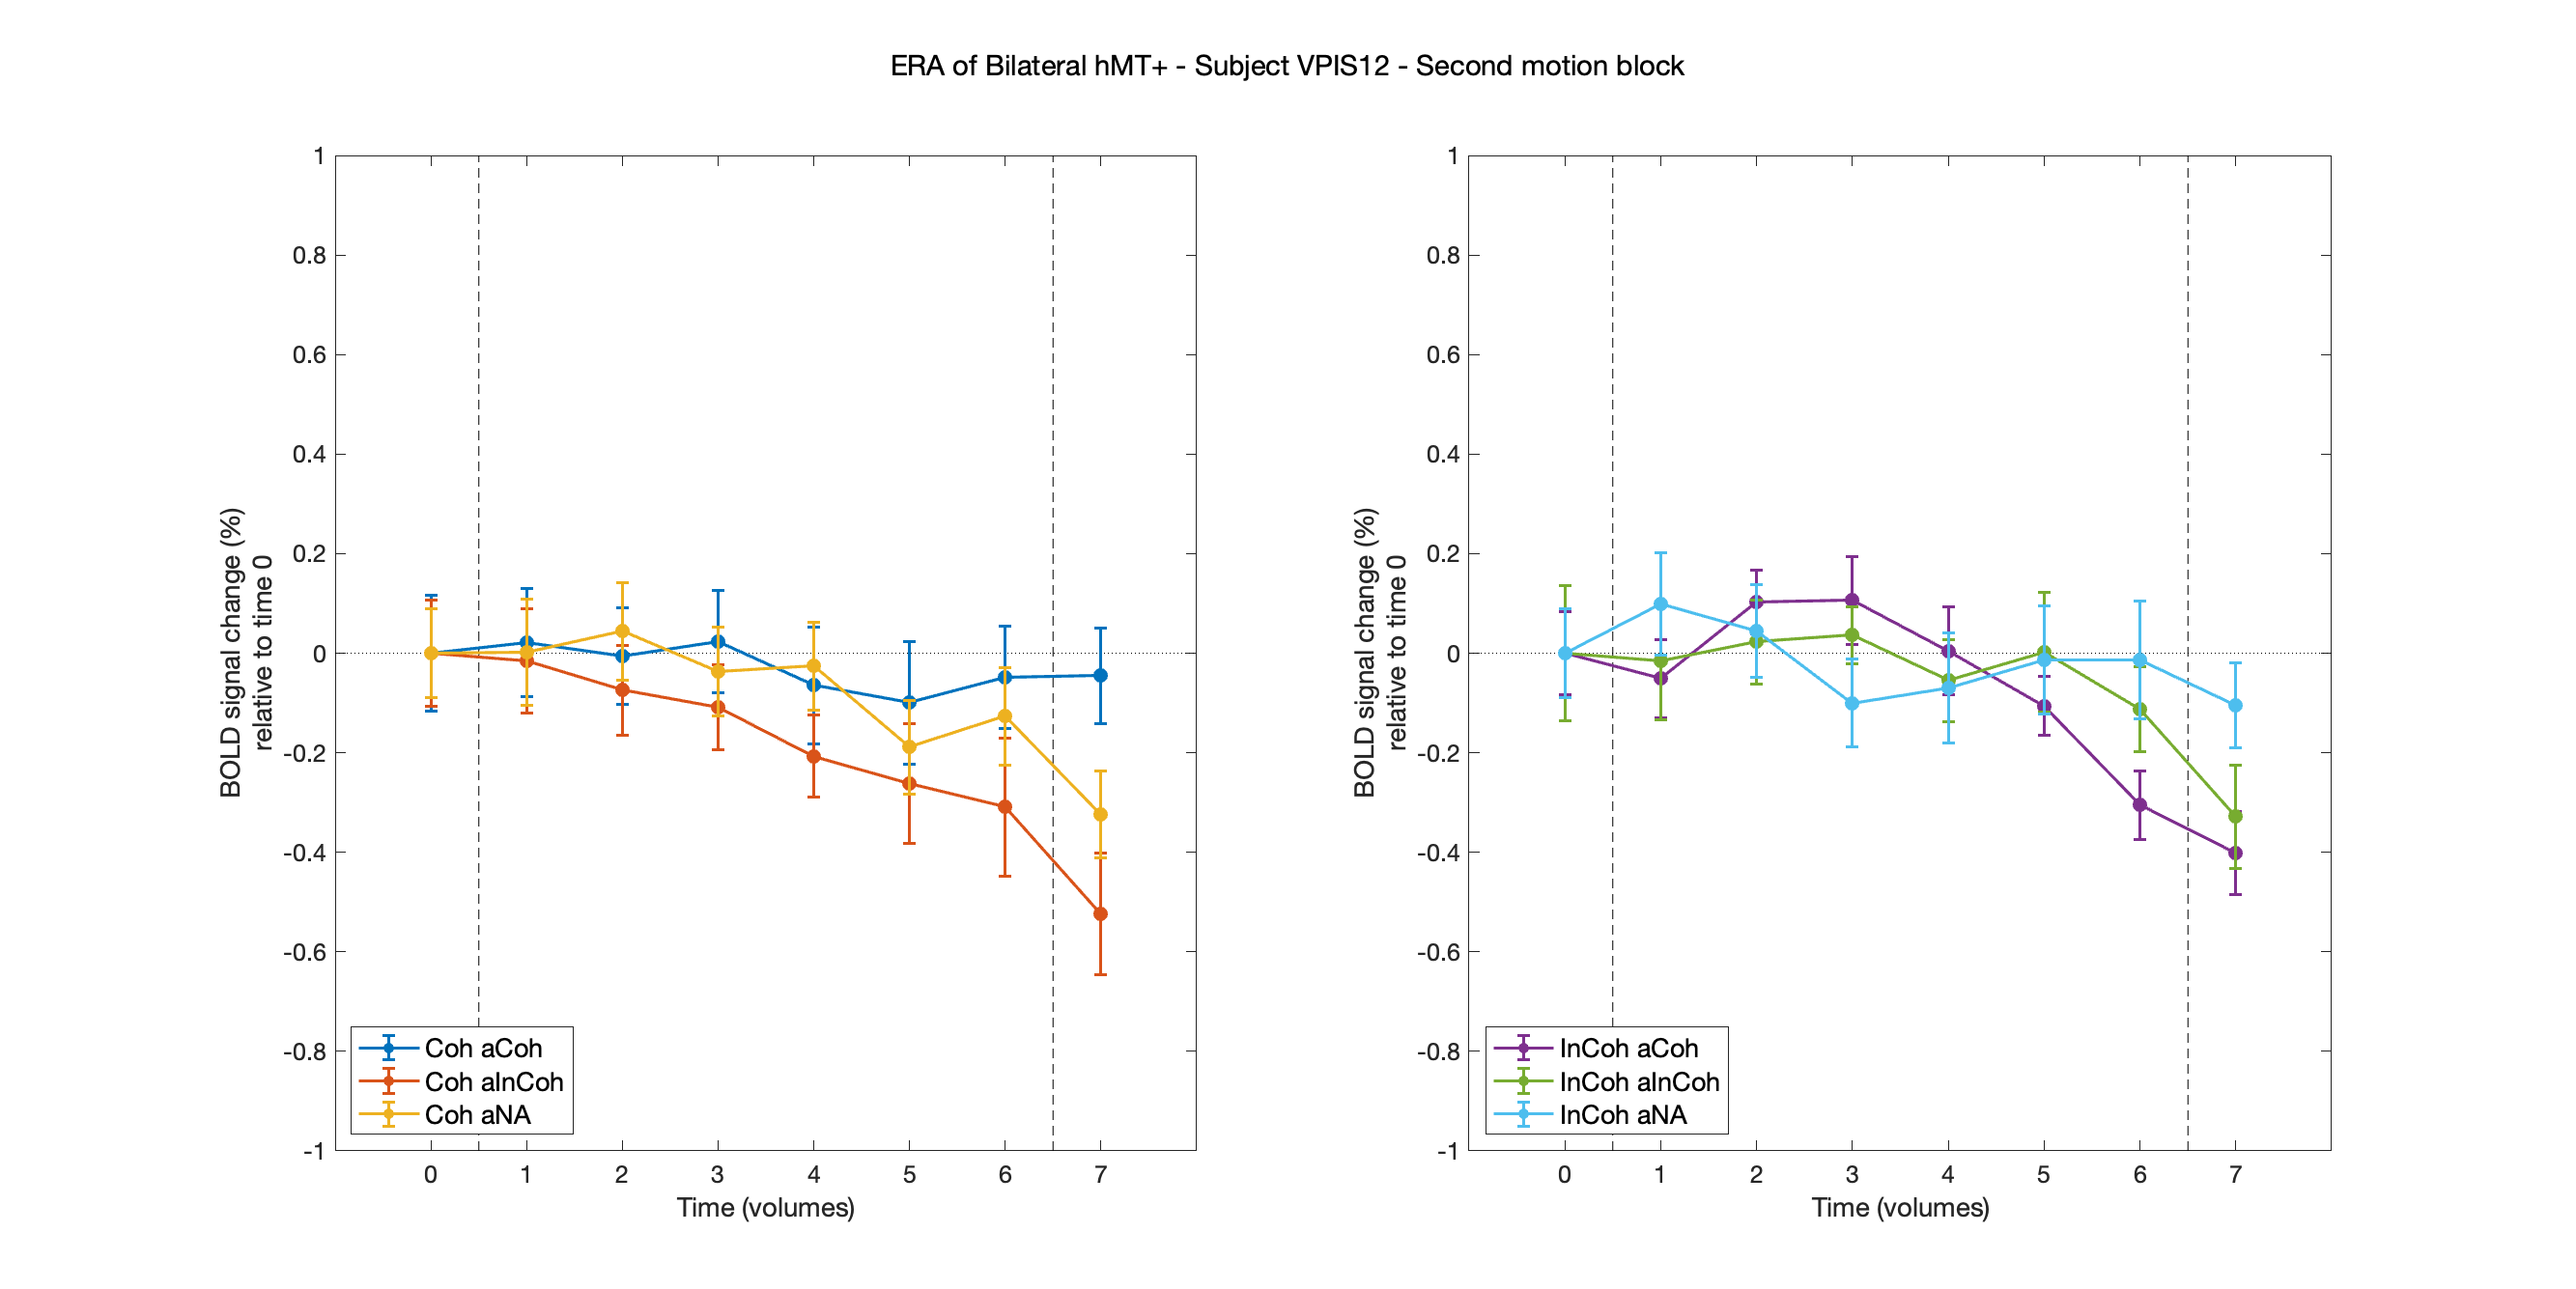 ERA of Bilateral hMT+ - Subject VPIS12 - Second motion block
BOLD signal change (%)
relative to time 0
1
0.8
0.6
0.4
0.2
0
-0.2
-0.4
-0.6
-0.8
-1
0 1 2 3 4 5 6 7
Time (volumes)
Coh aCoh
Coh aInCoh
Coh aNA
BOLD signal change (%)
relative to time 0
1
0.8
0.6
0.4
0.2
0
-0.2
-0.4
-0.6
-0.8
-1
0 1 2 3 4 5 6 7
Time (volumes)
InCoh aCoh
InCoh aInCoh
InCoh aNA